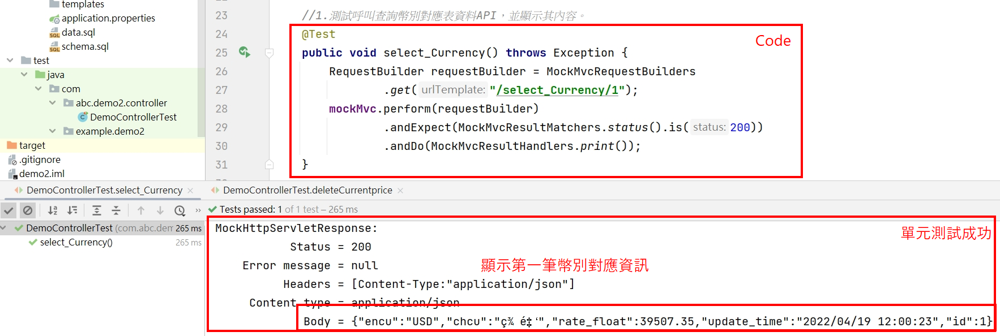 templates
application.properties
data.sql
schema.sql
test
java
com
abc.demo2.controller
DemoControllerTest
example.demo2
target
.gitignore
demo2.iml
23 //1.測試呼叫查詢幣別對應表資料API，並顯示其內容。
24 @Test
Code
25 public void select_Currency() throws Exception {
26 RequestBuilder requestBuilder = MockMvcRequestBuilders
27 .get( urlTemplate: "/select_Currency/1");
28 mockMvc.perform(requestBuilder)
29 .andExpect(MockMvcResultMatchers.status().is( status: 200))
30 .andDo(MockMvcResultHandlers.print());
31 }
DemoControllerTest.select_Currency
DemoControllerTest.deleteCurrentprice
Tests passed: 1 of 1 test – 265 ms
DemoControllerTest (com.abc.dem 265 ms
select_Currency() 265 ms
MockHttpServletResponse:
單元測試成功
Status = 200
Error message = null
顯示第一筆幣別對應資訊
Headers = [Content-Type:"application/json"]
Content type = application/json
Body = {"encu":"USD","chcu":" ","rate_float":39507.35,"update_time":"2022/04/19 12:00:23","id":1}